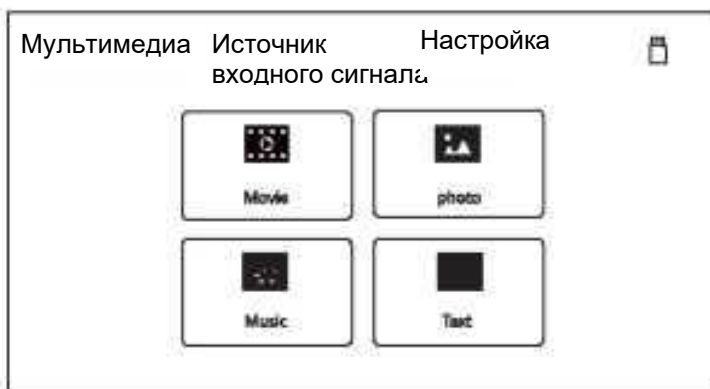 Мультимедиа
Источник
входного сигнала
Настройка
Movie
photo
Music
Text